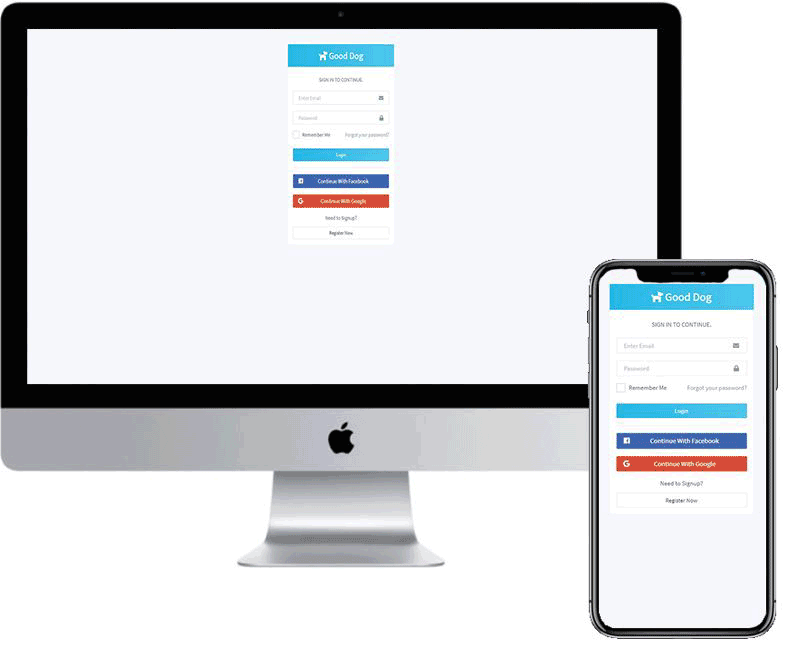 Good Dog
SIGN IN TO CONTINUE.
Enter Email
Password
Remember Me Forgot your password?
Login
Continue With Facebook
G Continue With Google
Need to Signup?
Register Now
Good Dog
SIGN IN TO CONTINUE.
Enter Email
Password
Remember Me Forgot your password?
Login
Continue With Facebook
G Continue With Google
Need to Signup?
Register Now